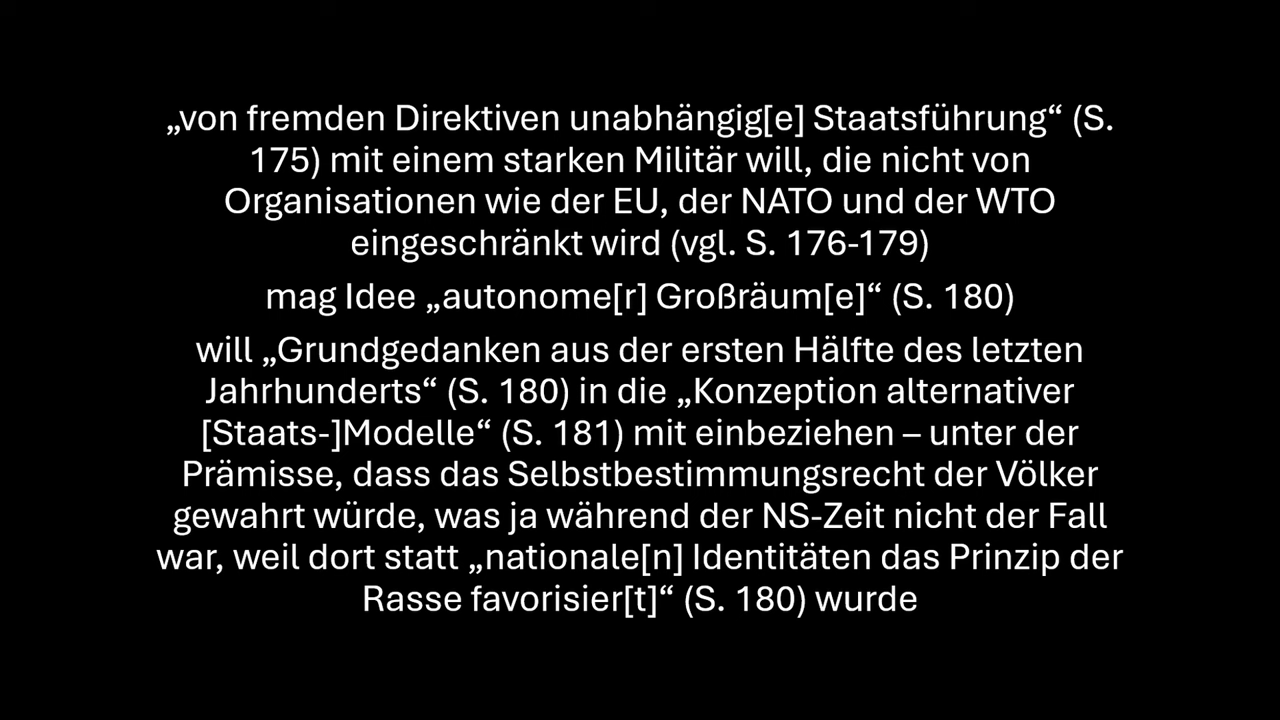 „von fremden Direktiven unabhängig[e] Staatsführung“ (S.
175) mit einem starken Militär will, die nicht von
Organisationen wie der EU, der NATO und der WTO
eingeschränkt wird (vgl. S. 176-179)
mag Idee „autonome[r] Großräum[e]“ (S. 180)
will „Grundgedanken aus der ersten Hälfte des letzten
Jahrhunderts“ (S. 180) in die „Konzeption alternativer
[Staats-]Modelle“ (S. 181) mit einbeziehen – unter der
Prämisse, dass das Selbstbestimmungsrecht der Völker
gewahrt würde, was ja während der NS-Zeit nicht der Fall
war, weil dort statt „nationale[n] Identitäten das Prinzip der
Rasse favorisier[t]“ (S. 180) wurde